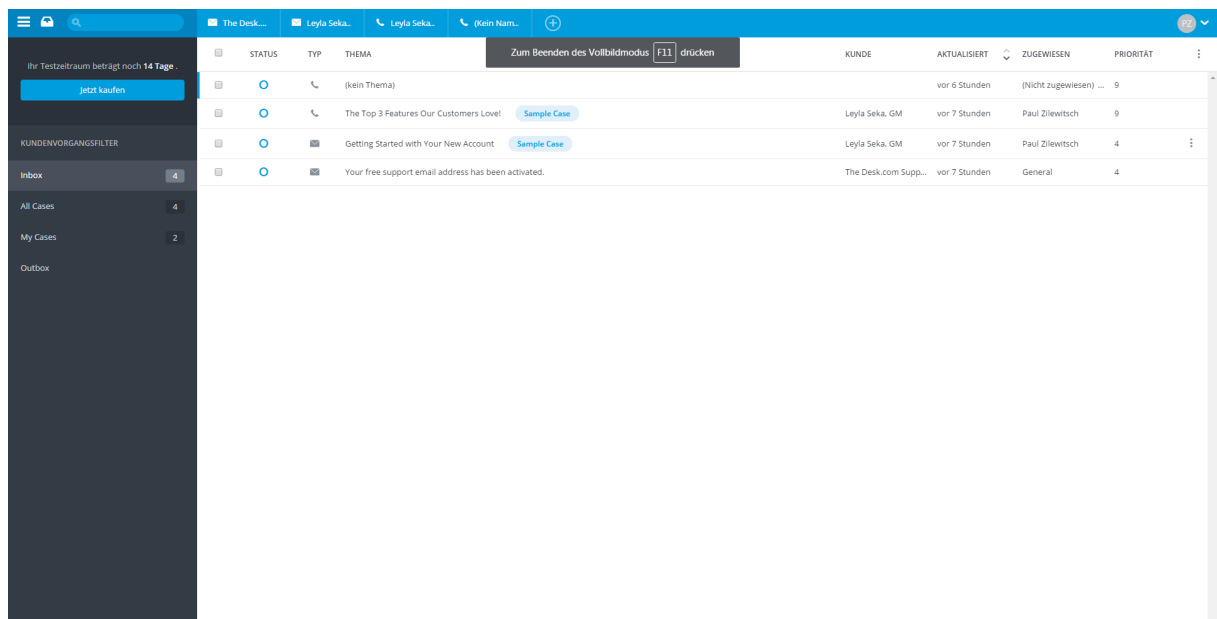 The Desk.... Leyla Seka.. Leyla Seka.. (Kein Nam.. PZ
Ihr Testzeitraum beträgt noch 14 Tage .
Jetzt kaufen
KUNDENVORGANGSFILTER
Inbox 4
All Cases 4
My Cases 2
Outbox
Zum Beenden des Vollbildmodus F11 drücken
STATUS TYP THEMA KUNDE AKTUALISIERT ZUGEWIESEN PRIORITÄT
(kein Thema) vor 6 Stunden (Nicht zugewiesen) ... 9
The Top 3 Features Our Customers Love! Sample Case Leyla Seka, GM vor 7 Stunden Paul Zilewitsch 9
Getting Started with Your New Account Sample Case Leyla Seka, GM vor 7 Stunden Paul Zilewitsch 4
Your free support email address has been activated. The Desk.com Supp... vor 7 Stunden General 4